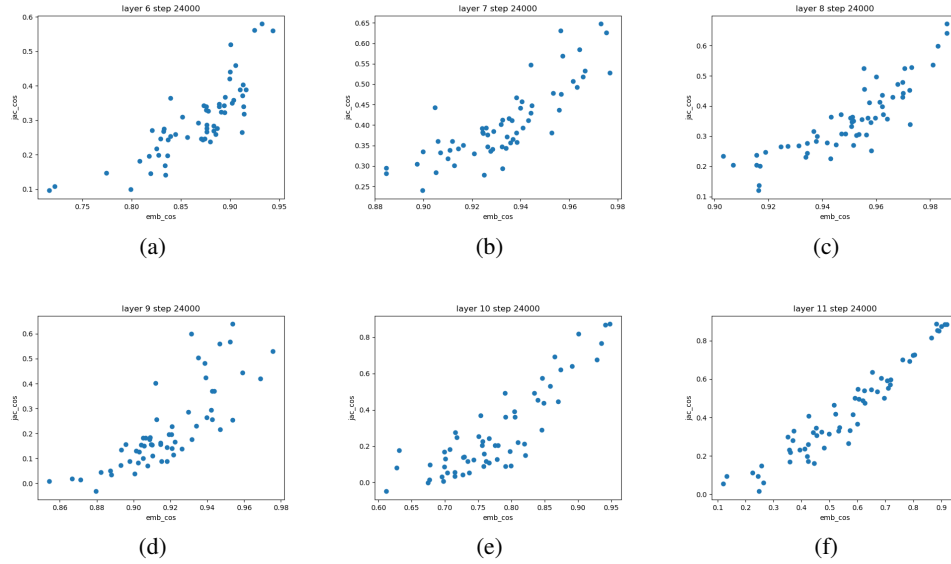 layer 6 step 24000
0.6
0.5
0.4
0.3
0.2
0.1
jac_cos
0.75 0.80 0.85 0.90 0.95
emb_cos
(a)
layer 7 step 24000
0.65
0.60
0.55
0.50
0.45
0.40
0.35
0.30
0.25
jac_cos
0.88 0.90 0.92 0.94 0.96 0.98
emb_cos
(b)
layer 8 step 24000
0.7
0.6
0.5
0.4
0.3
0.2
0.1
jac_cos
0.90 0.92 0.94 0.96 0.98
emb_cos
(c)
layer 9 step 24000
0.6
0.5
0.4
0.3
0.2
0.1
0.0
jac_cos
0.86 0.88 0.90 0.92 0.94 0.96 0.98
emb_cos
(d)
layer 10 step 24000
0.8
0.6
0.4
0.2
0.0
jac_cos
0.60 0.65 0.70 0.75 0.80 0.85 0.90 0.95
emb_cos
(e)
layer 11 step 24000
0.8
0.6
0.4
0.2
0.0
jac_cos
0.1 0.2 0.3 0.4 0.5 0.6 0.7 0.8 0.9
emb_cos
(f)